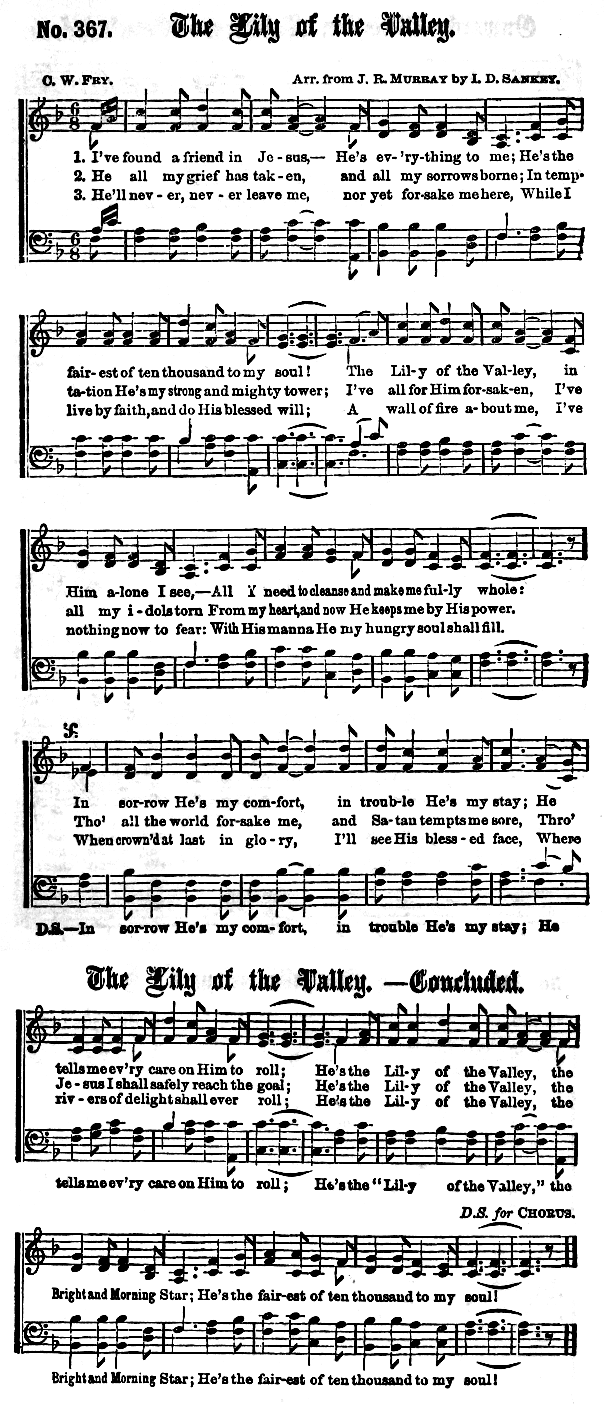 No. 367. The Lily of the Valley.
C. W. FRY. Arr. from J. R. MURRAY by I. D. SANKEY.
1. I've found a friend in Je-sus,— He's ev-'ry-thing to me; He's the
2. He all my grief has tak-en, and all my sorrows borne; In temp-
3. He'll nev-er, nev-er leave me, nor yet for-sake me here, While I
fair-est of ten thousand to my soul! The Lil-y of the Val-ley, in
ta-tion He's my strong and mighty tower; I've all for Him for-sak-en, I've
live by faith, and do His blessed will; A wall of fire a-bout me, I've
Him a-lone I see,—All I need to cleanse and make me ful-ly whole:
all my i-dols torn From my heart, and now He keeps me by His power.
nothing now to fear: With His manna He my hungry soul shall fill.
In sor-row He's my com-fort, in troub-le He's my stay; He
Tho' all the world for-sake me, and Sa-tan tempts me sore, Thro'
When crown'd at last in glo-ry, I'll see His bless-ed face, Where
D.S.—In sor-row He's my com-fort, in trouble He's my stay; He
The Lily of the Valley. —Concluded.
tells me ev'ry care on Him to roll; He's the Lil-y of the Valley, the
Je-sus I shall safely reach the goal; He's the Lil-y of the Valley, the
riv-ers of delight shall ever roll; He's the Lil-y of the Valley, the
tells me ev'ry care on Him to roll; He's the "Lil-y of the Valley," the
D.S. for CHORUS.
Bright and Morning Star; He's the fair-est of ten thousand to my soul!
Bright and Morning Star; He's the fair-est of ten thousand to my soul!